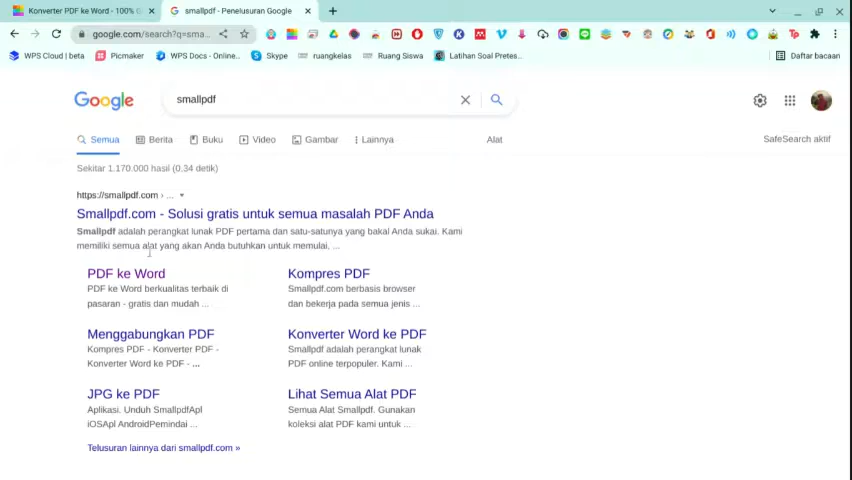 Konverter PDF ke Word - 100% G
smallpdf - Penelusuran Google
google.com/search?q=sma...
WPS Cloud | beta
Picmaker
WPS Docs - Online...
Skype
ruangkelas
Ruang Siswa
Latihan Soal Pretes...
Daftar bacaan
Google
smallpdf
Semua
Berita
Buku
Video
Gambar
Lainnya
Alat
SafeSearch aktif
Sekitar 1.170.000 hasil (0.34 detik)
https://smallpdf.com › ...
Smallpdf.com - Solusi gratis untuk semua masalah PDF Anda
Smallpdf adalah perangkat lunak PDF pertama dan satu-satunya yang bakal Anda sukai. Kami
memiliki semua alat yang akan Anda butuhkan untuk memulai, ...
PDF ke Word
PDF ke Word berkualitas terbaik di
pasaran - gratis dan mudah ...
Kompres PDF
Smallpdf.com berbasis browser
dan bekerja pada semua jenis ...
Menggabungkan PDF
Kompres PDF - Konverter PDF -
Konverter Word ke PDF - ...
Konverter Word ke PDF
Smallpdf adalah perangkat lunak
PDF online terpopuler. Kami ...
JPG ke PDF
Aplikasi. Unduh SmallpdfApl
iOSApl AndroidPemindai ...
Lihat Semua Alat PDF
Semua Alat Smallpdf. Gunakan
koleksi alat PDF kami untuk ...
Telusuran lainnya dari smallpdf.com »